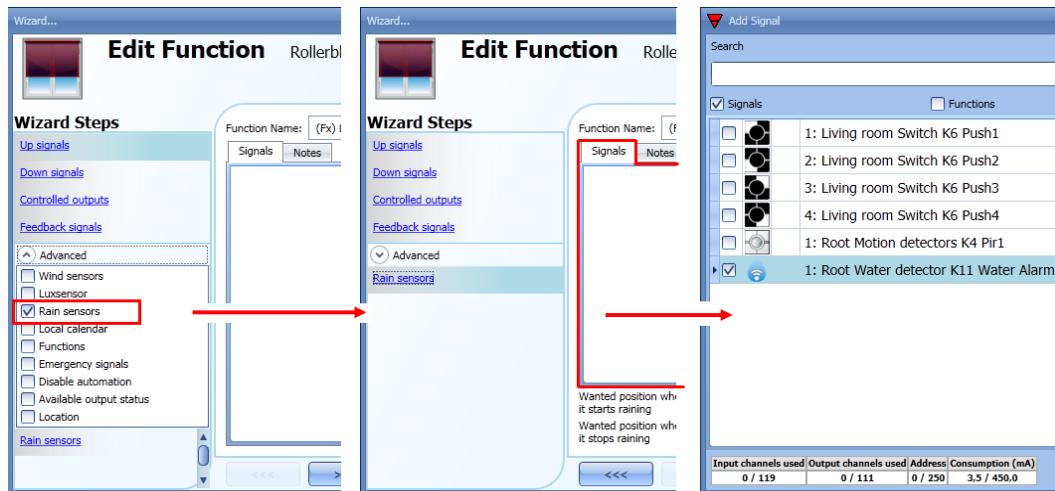 Wizard...
Edit Function Rollerbl
Wizard Steps
Up signals
Down signals
Controlled outputs
Feedback signals
Advanced
Wind sensors
Luxsensor
Rain sensors
Local calendar
Functions
Emergency signals
Disable automation
Available output status
Location
Rain sensors
Function Name: (Fx) L
Signals Notes
<<< >
Wizard...
Edit Function Rolle
Wizard Steps
Up signals
Down signals
Controlled outputs
Feedback signals
Advanced
Rain sensors
Function Name: (F
Signals Notes
Wanted position whe
it starts raining
Wanted position whe
it stops raining
<<<
Add Signal
Search
Signals Functions
1: Living room Switch K6 Push1
2: Living room Switch K6 Push2
3: Living room Switch K6 Push3
4: Living room Switch K6 Push4
1: Root Motion detectors K4 Pir1
1: Root Water detector K11 Water Alarm
Input channels used Output channels used Address Consumption (mA)
0 / 119 0 / 111 0 / 250 3,5 / 450,0